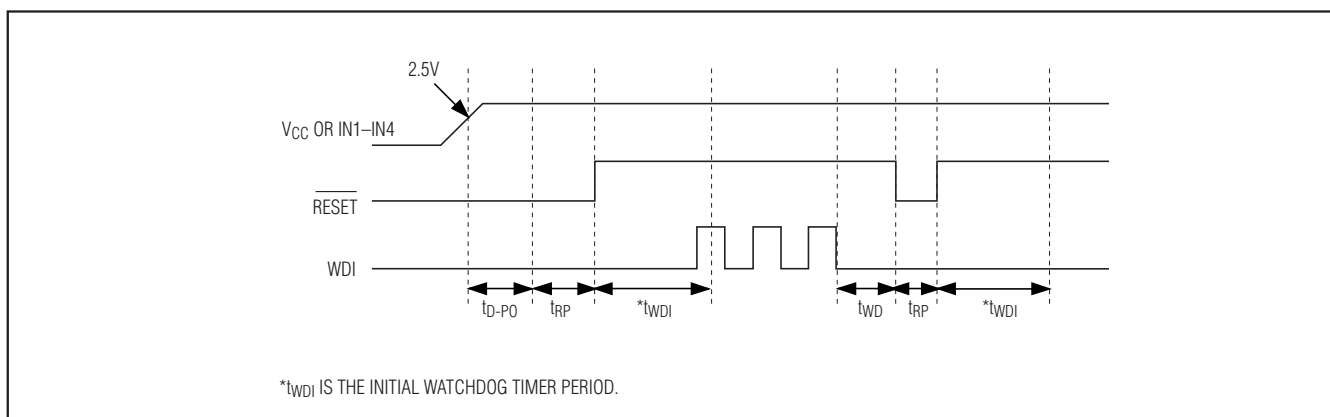 2.5V
VCC OR IN1–IN4
RESET
WDI
tD-PO
tRP
*tWDI
tWD
tRP
*tWDI
*tWDI IS THE INITIAL WATCHDOG TIMER PERIOD.